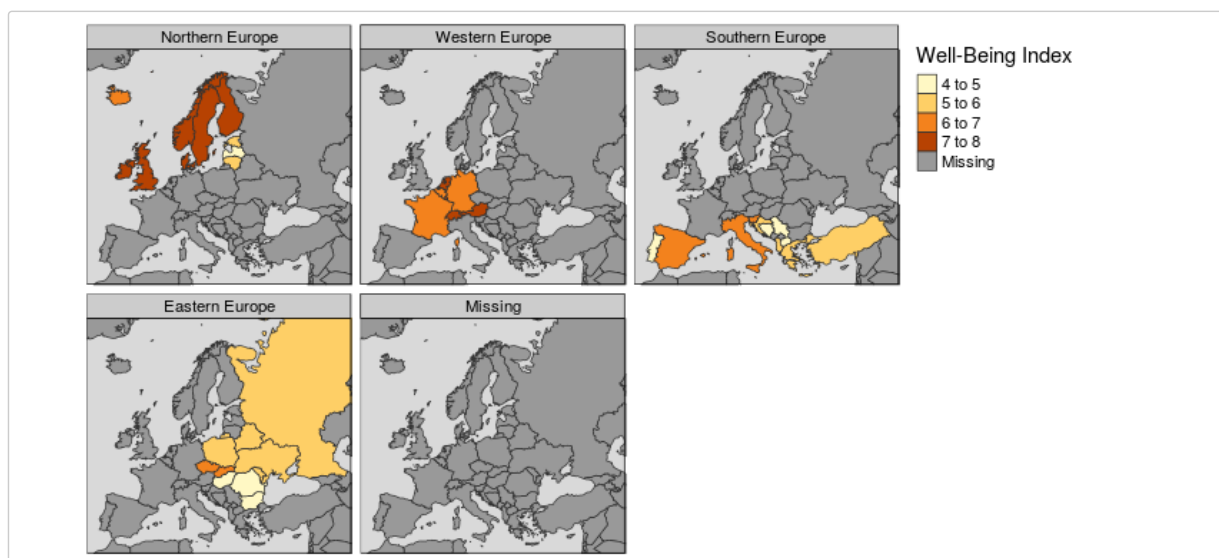 Northern Europe
Western Europe
Southern Europe
Well-Being Index
4 to 5
5 to 6
6 to 7
7 to 8
Missing
Eastern Europe
Missing